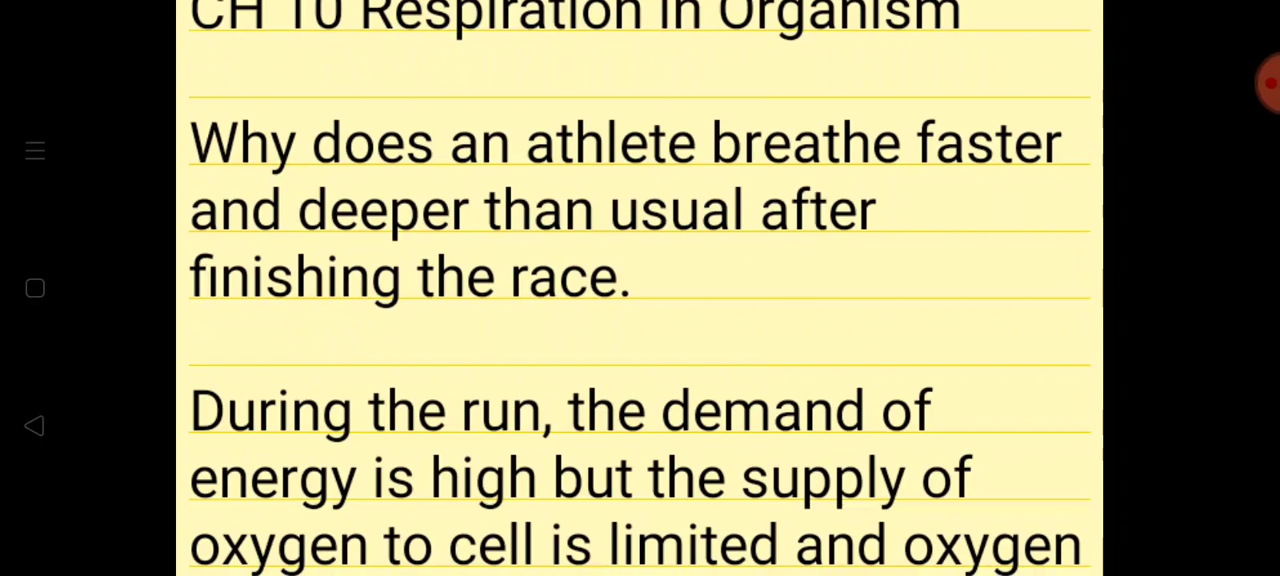 CH 10 Respiration in Organism
Why does an athlete breathe faster
and deeper than usual after
finishing the race.
During the run, the demand of
energy is high but the supply of
oxygen to cell is limited and oxygen